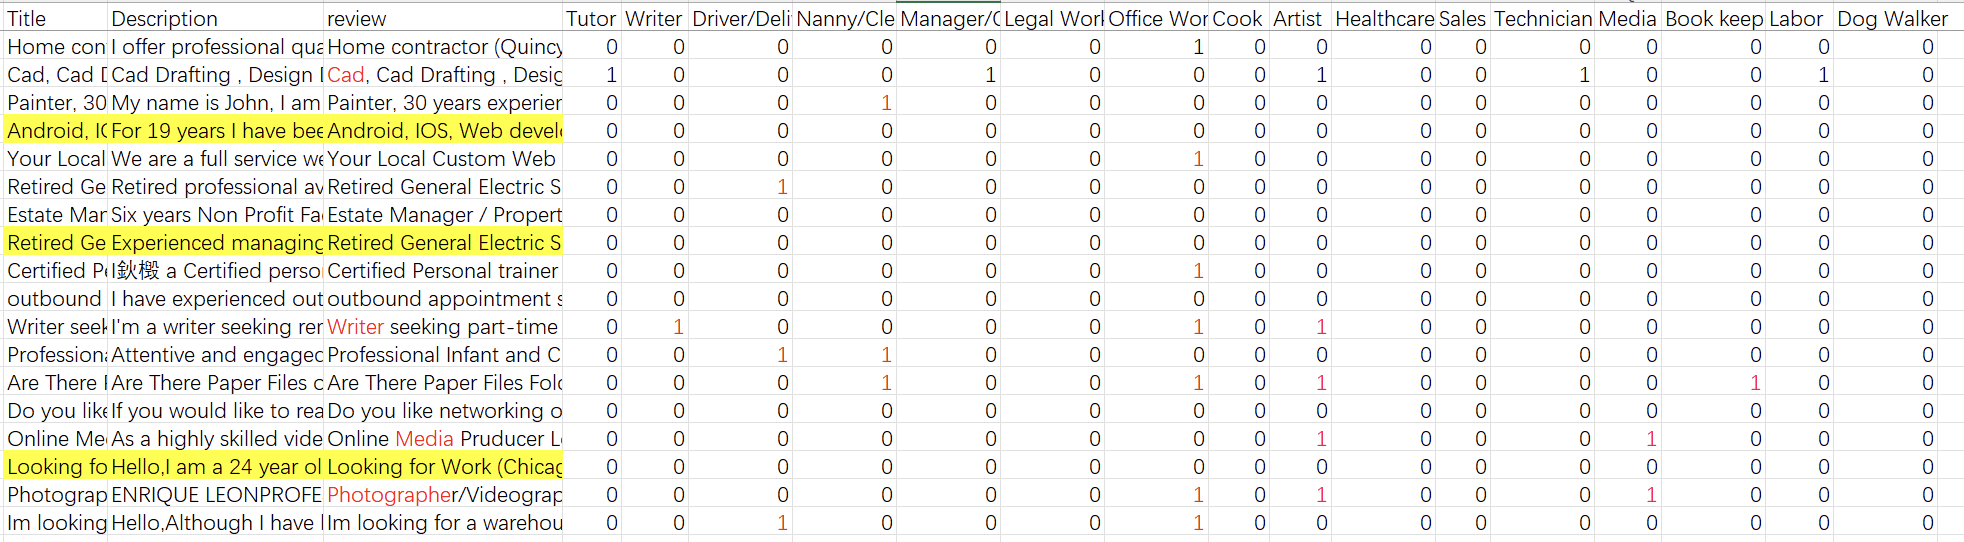 Title Description review Tutor Writer Driver/Deli Nanny/Cle Manager/O Legal Work Office Wor Cook Artist Healthcare Sales Technician Media Book keep Labor Dog Walker
Home con I offer professional qua Home contractor (Quincy 0 0 0 0 0 0 1 0 0 0 0 0 0 0 0 0
Cad, Cad D Cad Drafting , Design D Cad, Cad Drafting , Desig 1 0 0 0 1 0 0 0 1 0 0 1 0 0 1 0
Painter, 30 My name is John, I am Painter, 30 years experien 0 0 0 1 0 0 0 0 0 0 0 0 0 0 0 0
Android, IO For 19 years I have bee Android, IOS, Web devel 0 0 0 0 0 0 0 0 0 0 0 0 0 0 0 0
Your Local We are a full service we Your Local Custom Web 0 0 0 0 0 0 1 0 0 0 0 0 0 0 0 0
Retired Ge Retired professional av Retired General Electric S 0 0 1 0 0 0 0 0 0 0 0 0 0 0 0 0
Estate Man Six years Non Profit Fa Estate Manager / Propert 0 0 0 0 0 0 0 0 0 0 0 0 0 0 0 0
Retired Ge Experienced managing Retired General Electric S 0 0 0 0 0 0 0 0 0 0 0 0 0 0 0 0
Certified Pe I鈥檓 a Certified perso Certified Personal trainer 0 0 0 0 0 0 1 0 0 0 0 0 0 0 0 0
outbound I have experienced out outbound appointment s 0 0 0 0 0 0 0 0 0 0 0 0 0 0 0 0
Writer seek I'm a writer seeking rem Writer seeking part-time 0 1 0 0 0 0 1 0 1 0 0 0 0 0 0 0
Professiona Attentive and engaged Professional Infant and C 0 0 1 1 0 0 0 0 0 0 0 0 0 0 0 0
Are There Are There Paper Files o Are There Paper Files Fold 0 0 0 1 0 0 1 0 1 0 0 0 0 1 0 0
Do you like If you would like to rea Do you like networking o 0 0 0 0 0 0 0 0 0 0 0 0 0 0 0 0
Online Med As a highly skilled vide Online Media Pruducer L 0 0 0 0 0 0 0 0 1 0 0 0 1 0 0 0
Looking fo Hello,I am a 24 year ol Looking for Work (Chicag 0 0 0 0 0 0 0 0 0 0 0 0 0 0 0 0
Photograp ENRIQUE LEONPROFE Photographer/Videograp 0 0 0 0 0 0 1 0 1 0 0 0 1 0 0 0
Im looking Hello,Although I have Im looking for a warehou 0 0 1 0 0 0 1 0 0 0 0 0 0 0 0 0